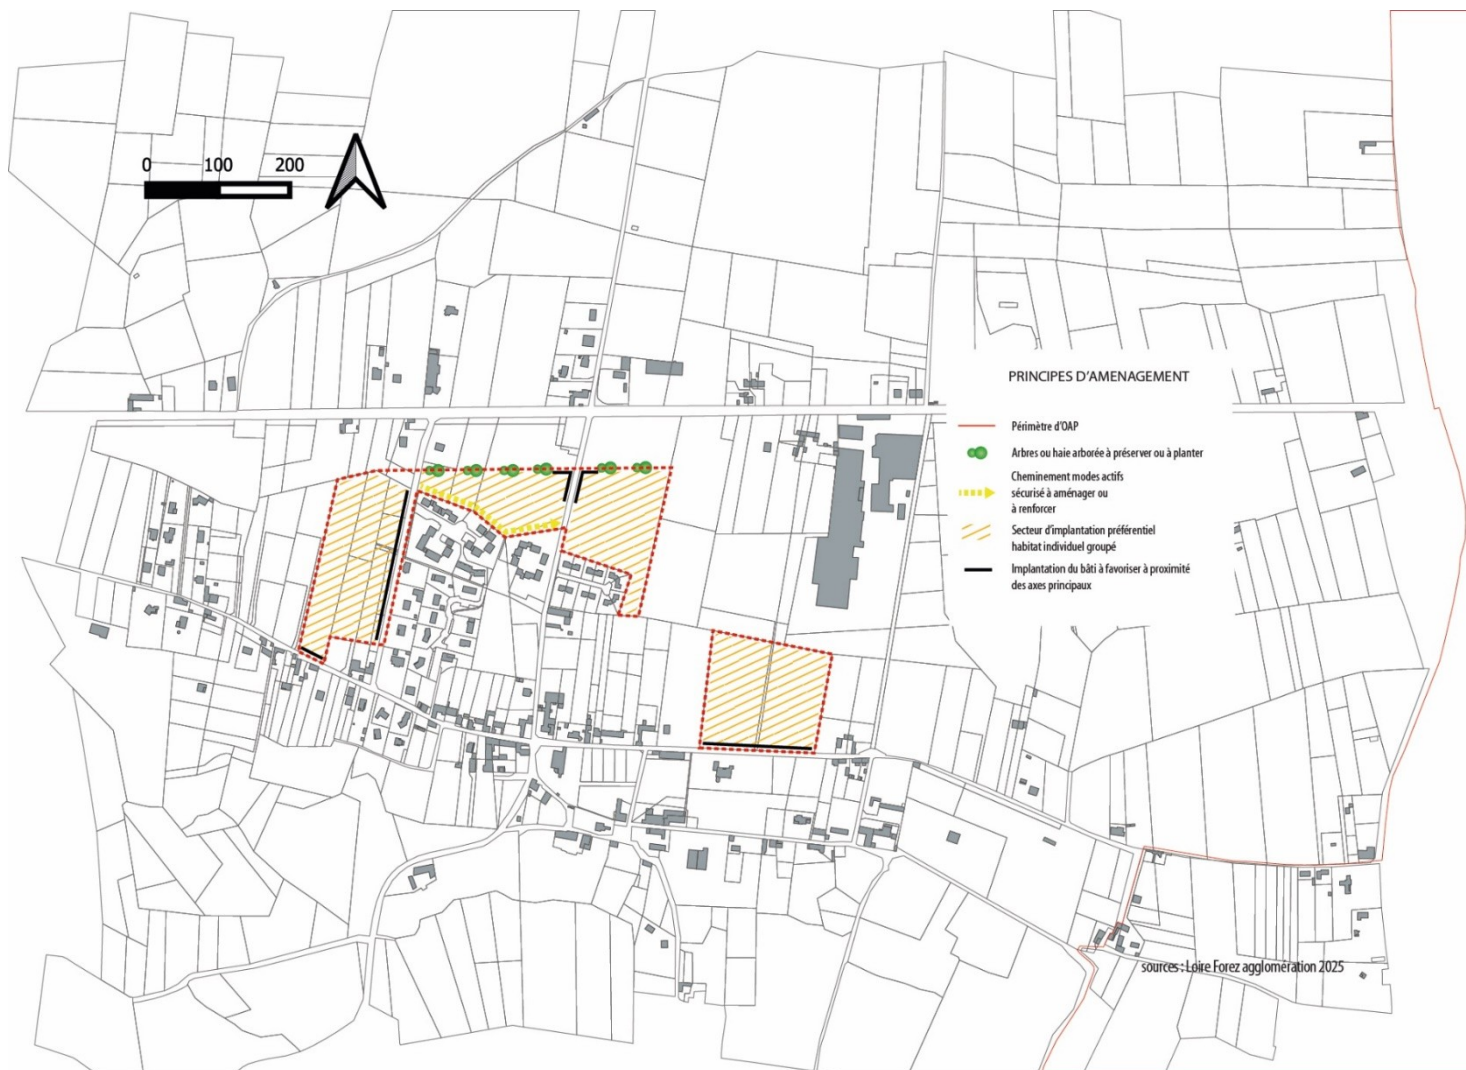 0 100 200
PRINCIPES D'AMENAGEMENT
Périmètre d'OAP
Arbres ou haie arborée à préserver ou à planter
Cheminement modes actifs
sécurisé à aménager ou
à renforcer
Secteur d'implantation préférentiel
habitat individuel groupé
Implantation du bâti à favoriser à proximité
des axes principaux
sources : Loire Forez agglomération 2025